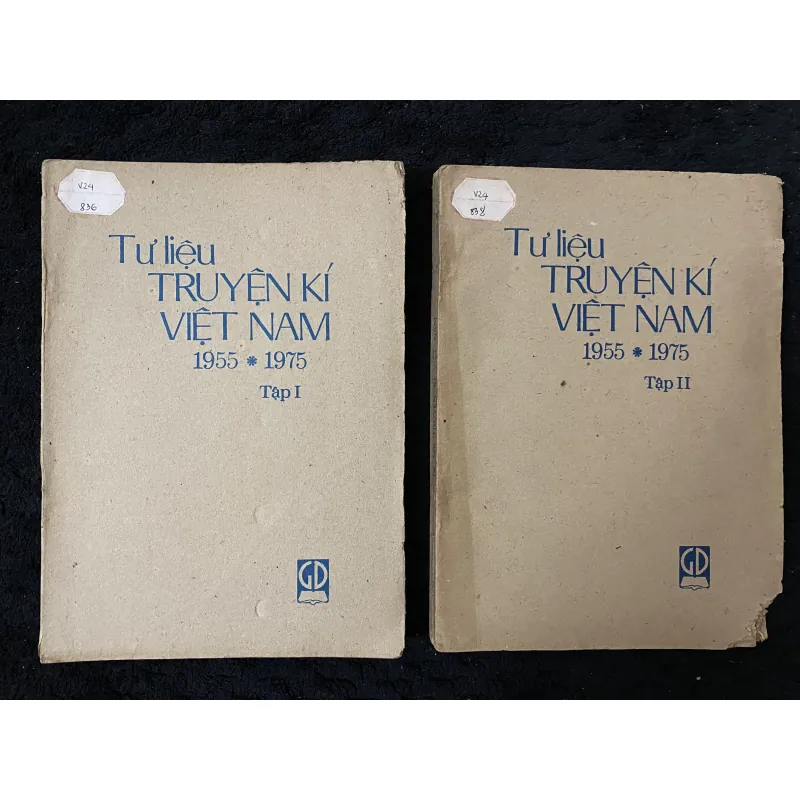 V24
836
Tư liệu
TRUYỆN KÍ
VIỆT NAM
1955 * 1975
Tập I
GD
V24
838
Tư liệu
TRUYỆN KÍ
VIỆT NAM
1955 * 1975
Tập II
GD